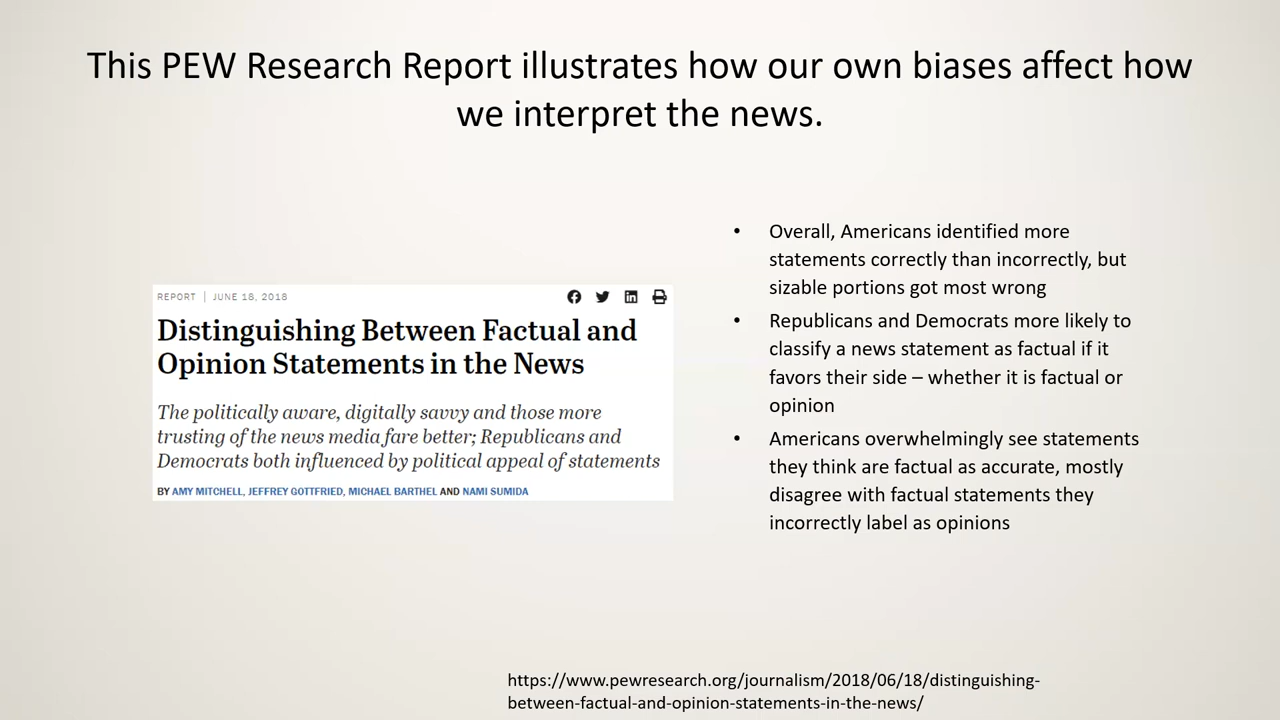 This PEW Research Report illustrates how our own biases affect how
we interpret the news.
REPORT | JUNE 18, 2018
Distinguishing Between Factual and
Opinion Statements in the News
The politically aware, digitally savvy and those more
trusting of the news media fare better; Republicans and
Democrats both influenced by political appeal of statements
BY AMY MITCHELL, JEFFREY GOTTFRIED, MICHAEL BARTHEL AND NAMI SUMIDA
• Overall, Americans identified more
statements correctly than incorrectly, but
sizable portions got most wrong
• Republicans and Democrats more likely to
classify a news statement as factual if it
favors their side – whether it is factual or
opinion
• Americans overwhelmingly see statements
they think are factual as accurate, mostly
disagree with factual statements they
incorrectly label as opinions
https://www.pewresearch.org/journalism/2018/06/18/distinguishing-
between-factual-and-opinion-statements-in-the-news/